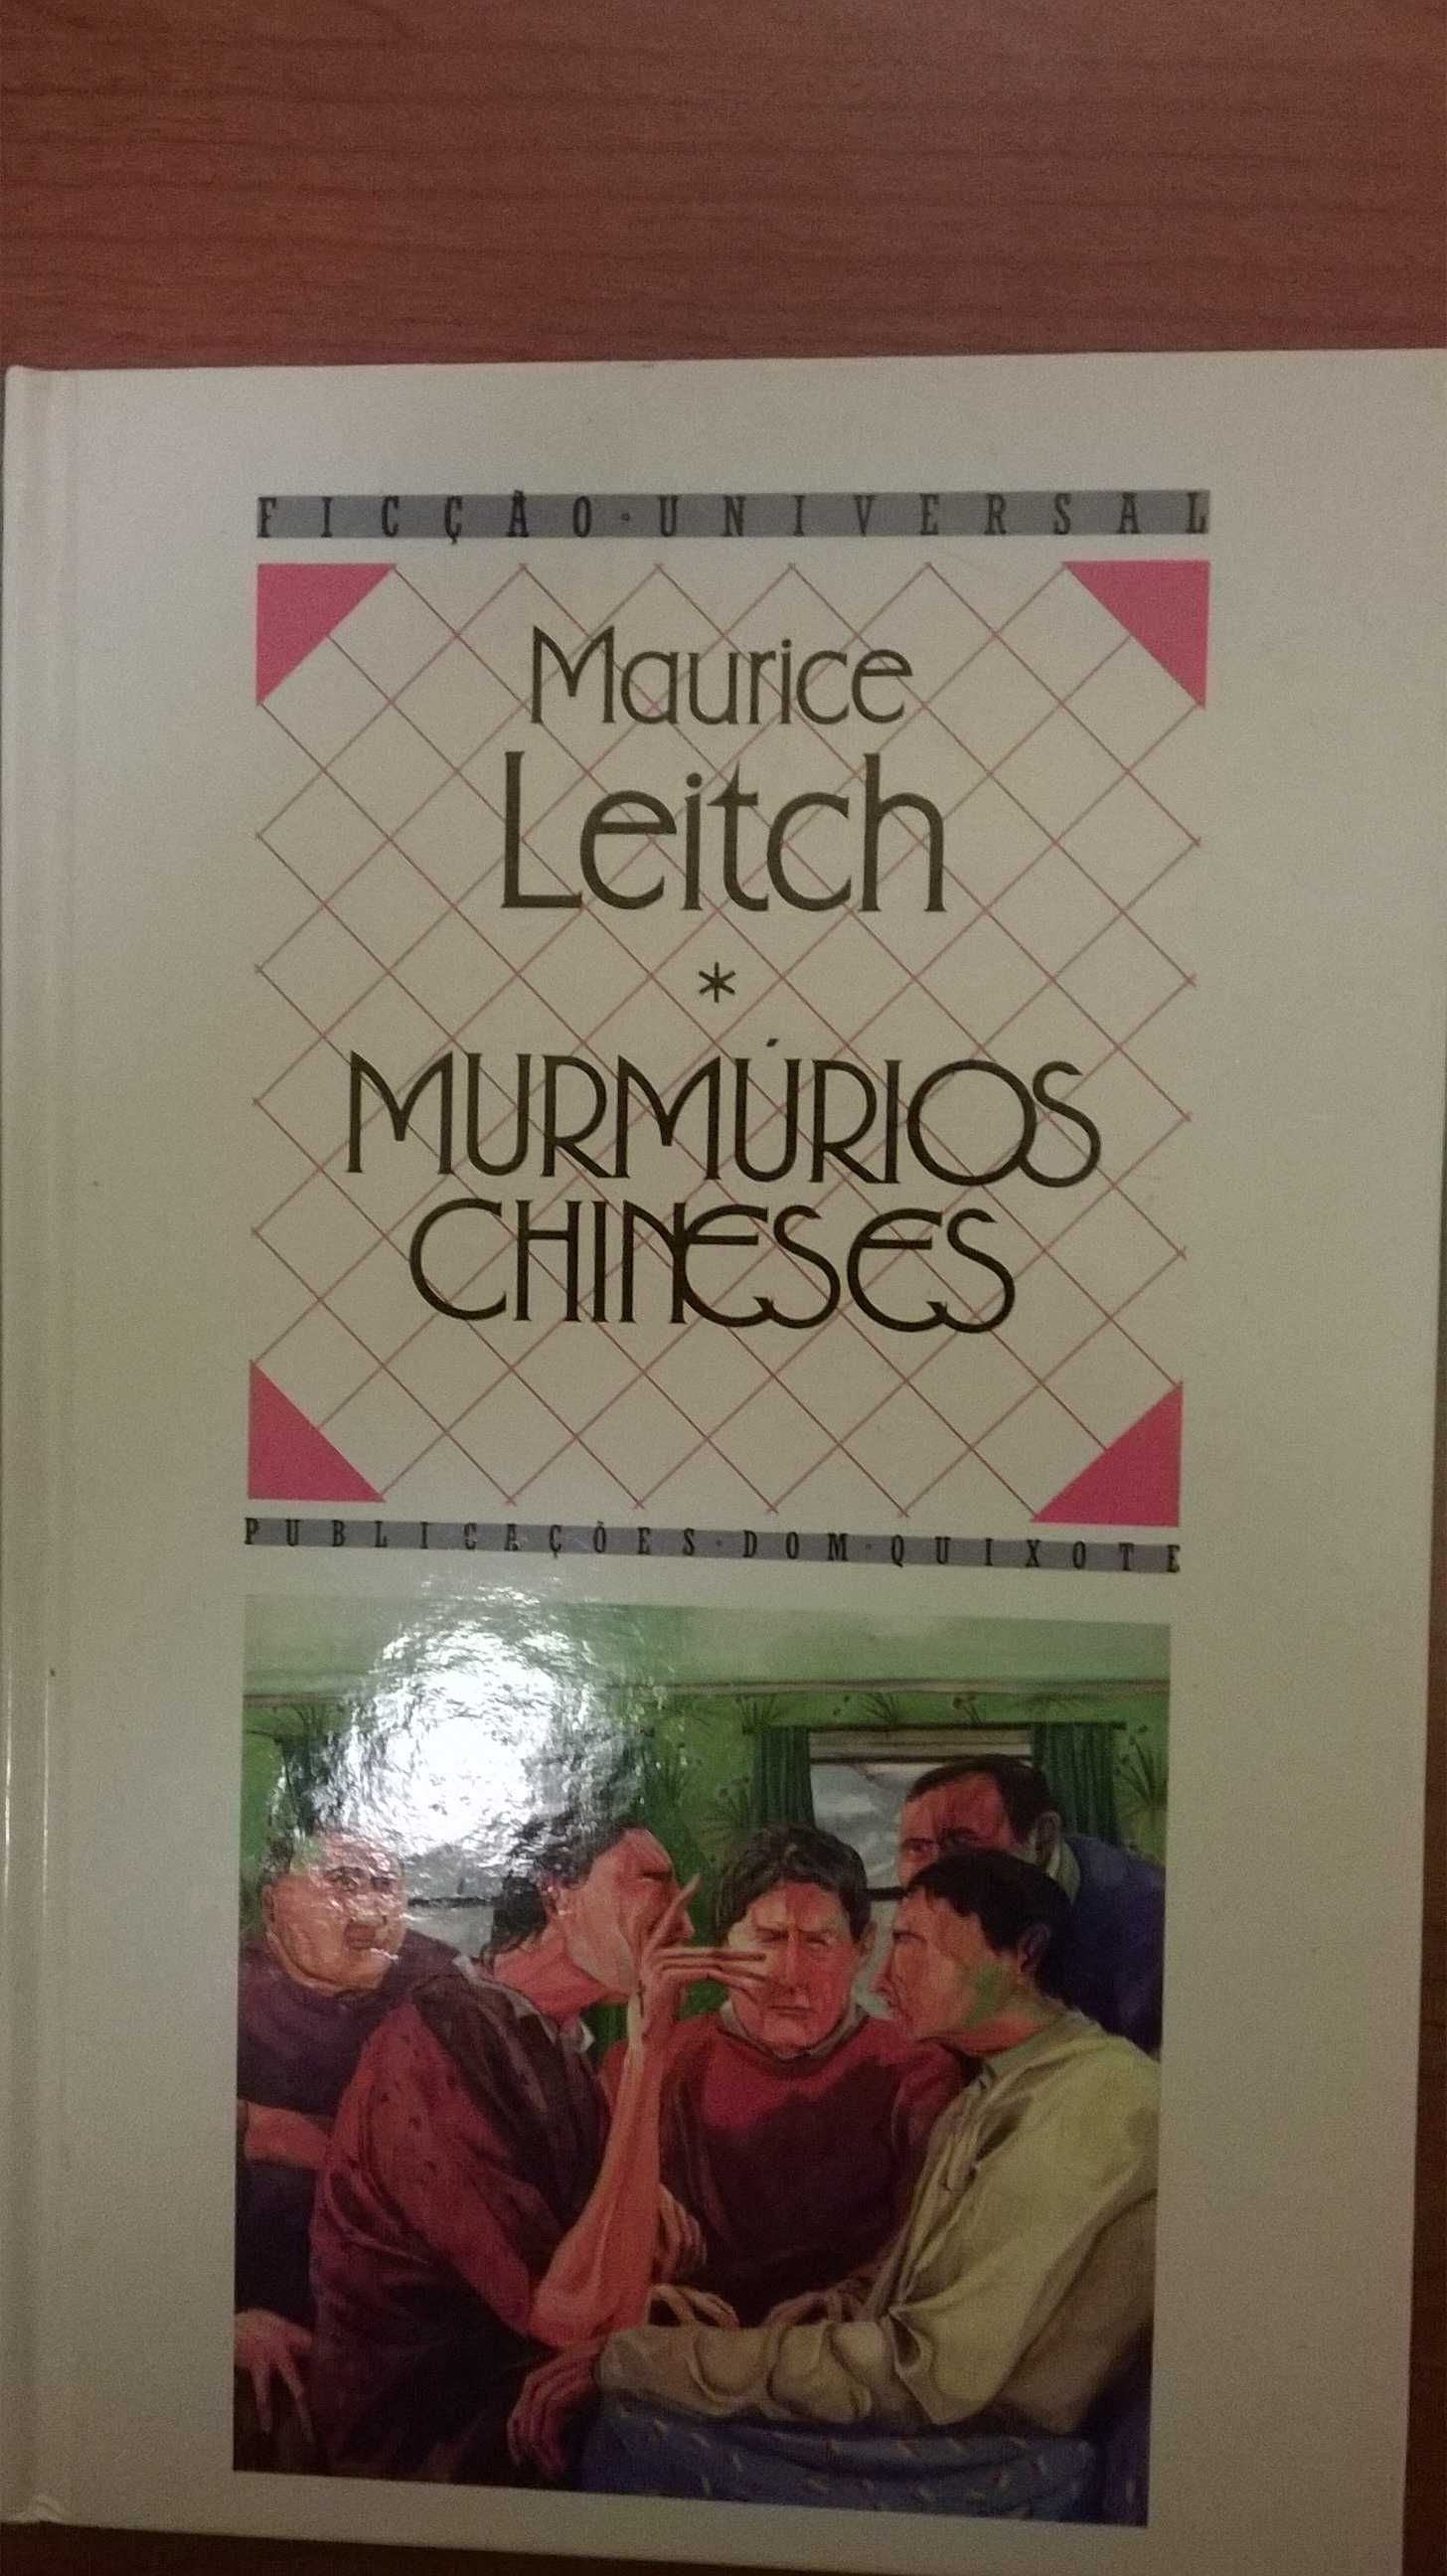 FICÇÃO·UNIVERSAL
Maurice
Leitch
*
MURMÚRIOS
CHINESES
PUBLICAÇÕES·DOM·QUIXOTE